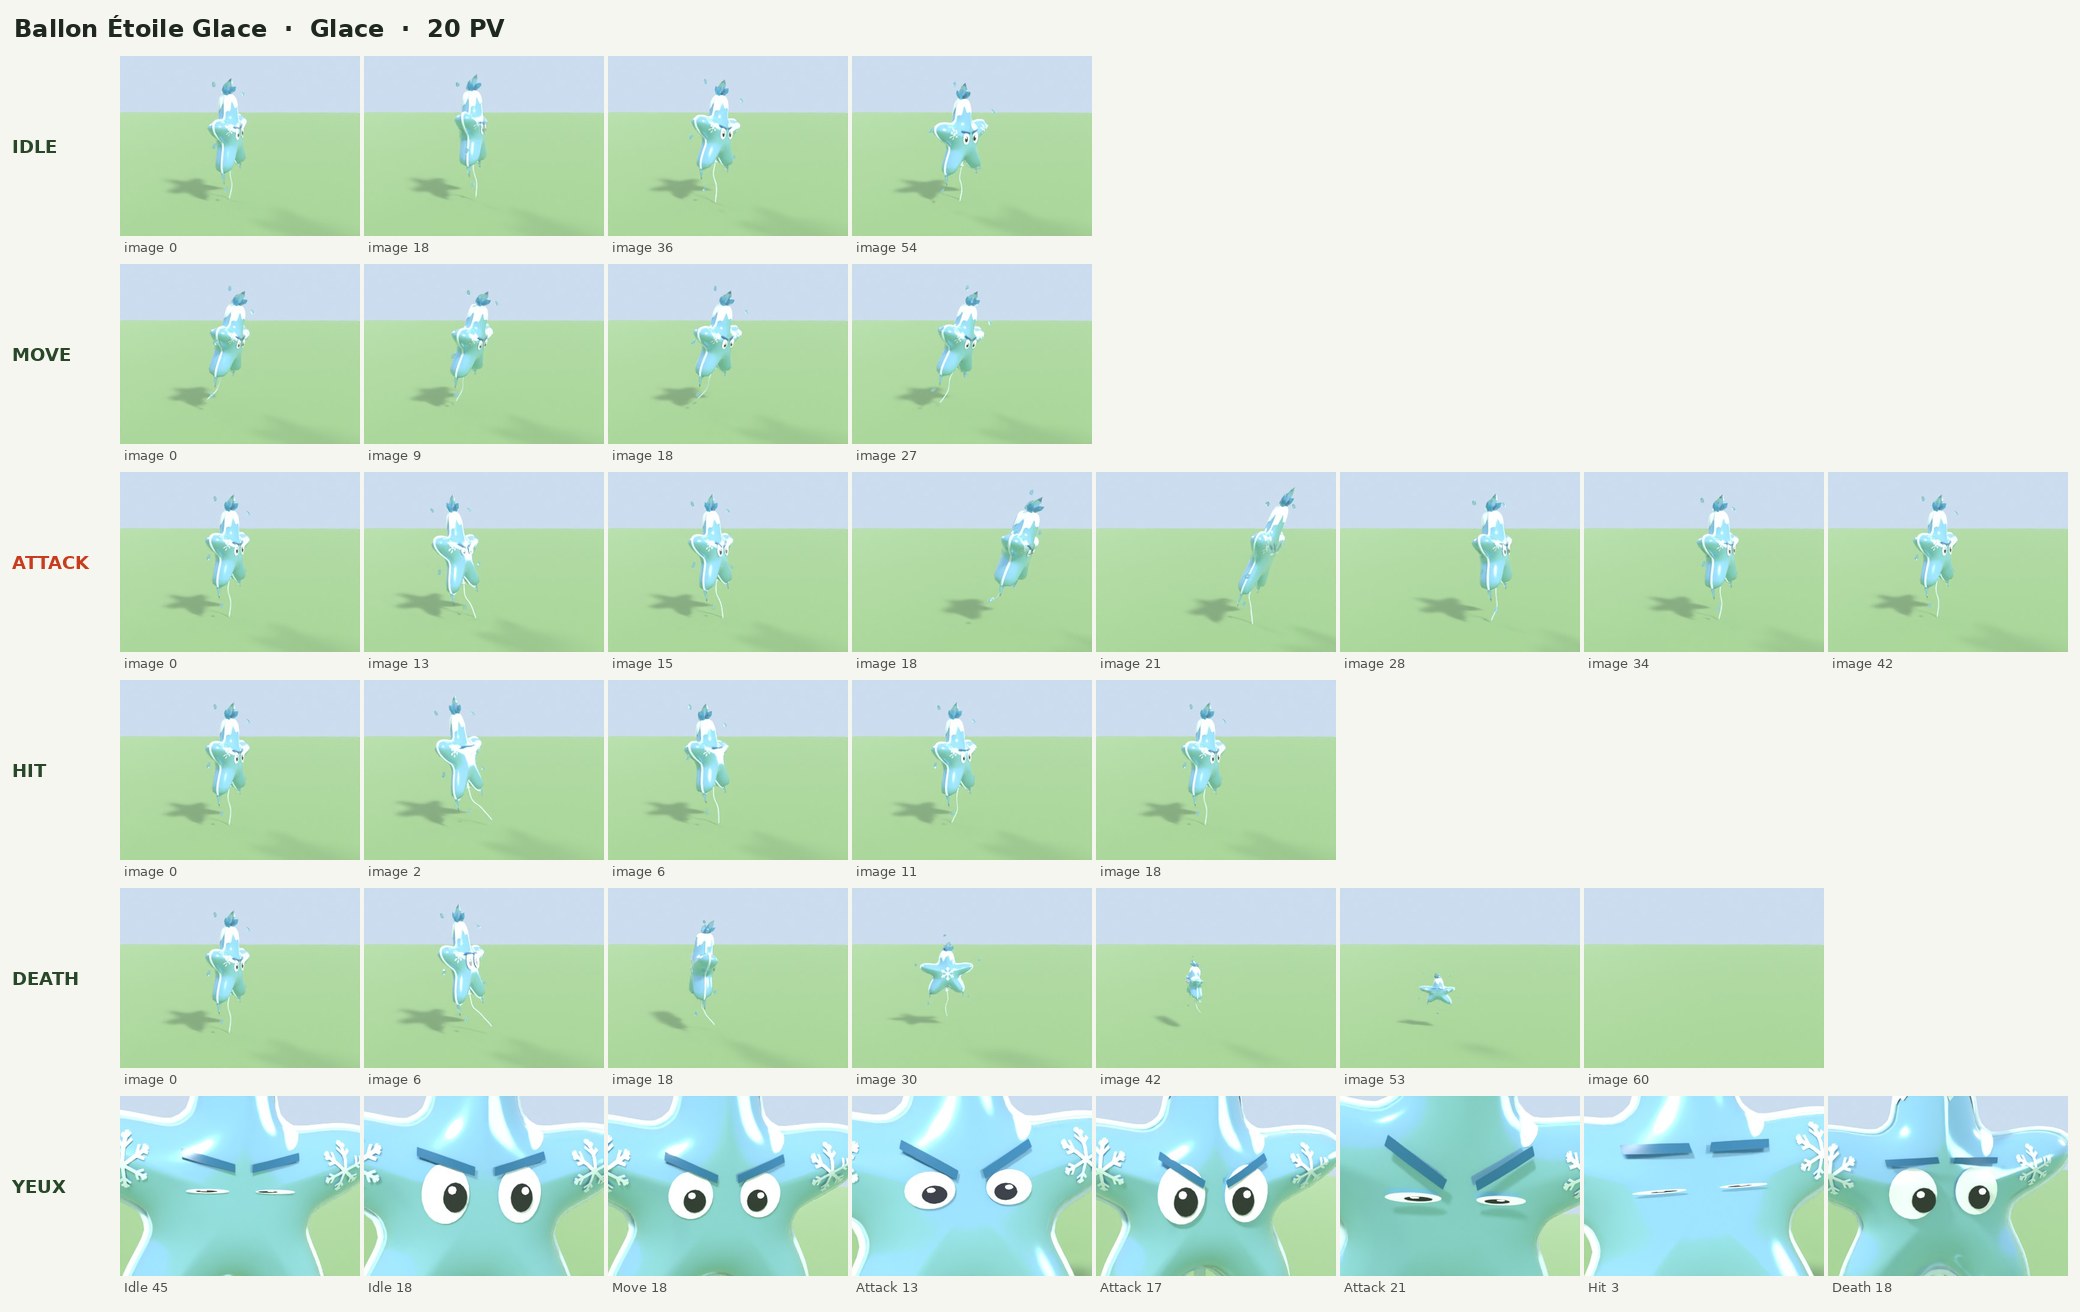 Ballon Étoile Glace · Glace · 20 PV
IDLE
image 0 image 18 image 36 image 54
MOVE
image 0 image 9 image 18 image 27
ATTACK
image 0 image 13 image 15 image 18 image 21 image 28 image 34 image 42
HIT
image 0 image 2 image 6 image 11 image 18
DEATH
image 0 image 6 image 18 image 30 image 42 image 53 image 60
YEUX
Idle 45 Idle 18 Move 18 Attack 13 Attack 17 Attack 21 Hit 3 Death 18